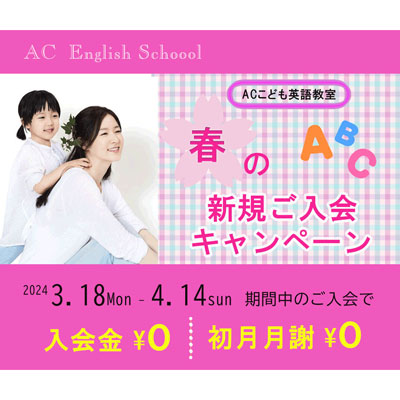 AC English Schoool
ACこども英語教室
春の
ABC
新規ご入会
キャンペーン
2024 3.18Mon - 4.14sun 期間中のご入会で
入会金 ¥0 初月月謝 ¥0